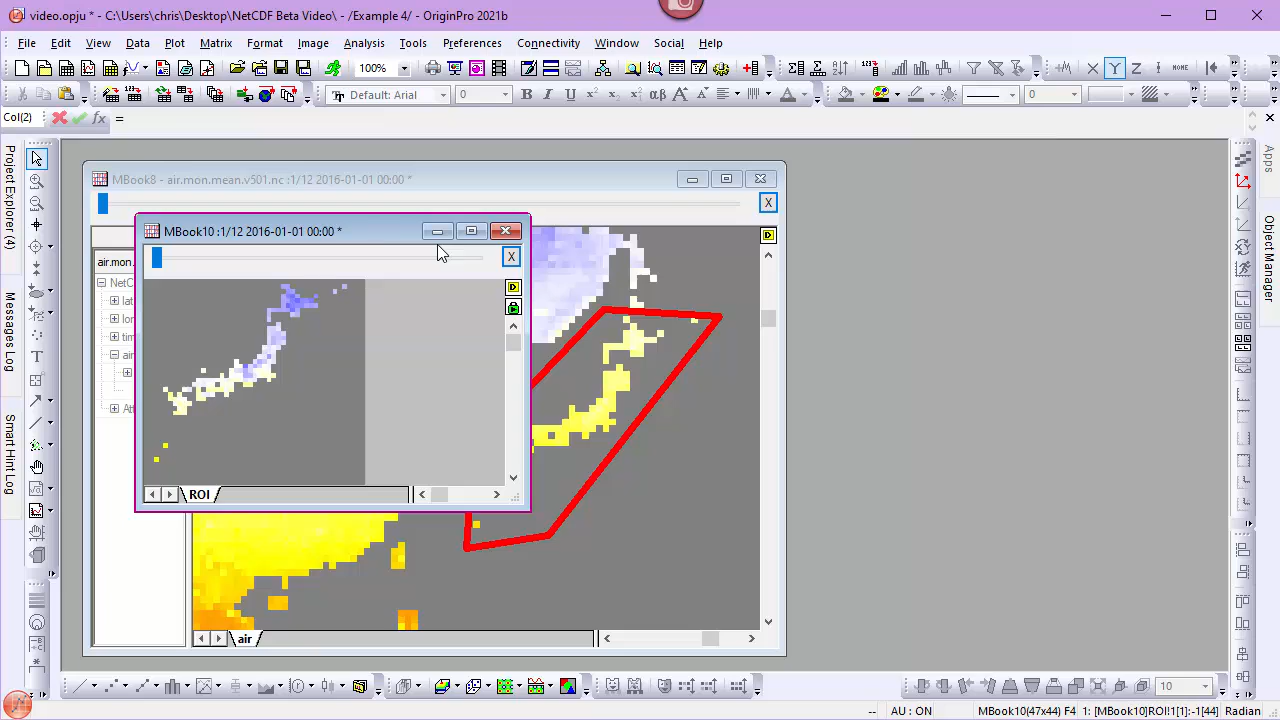 video.opju * - C:\Users\chris\Desktop\NetCDF Beta Video\ - /Example 4/ - OriginPro 2021b
File Edit View Data Plot Matrix Format Image Analysis Tools Preferences Connectivity Window Social Help
100%
Default: Arial 0 B I U αβ A A 0
Col(2) fx =
Project Explorer (4)
Messages Log
Smart Hint Log
Apps
Object Manager
MBook8 - air.mon.mean.v501.nc :1/12 2016-01-01 00:00 *
X
MBook10 :1/12 2016-01-01 00:00 *
X
D
D
air.mon.
NetC
lat
lon
tim
air
At
ROI
air
10
-- AU : ON MBook10(47x44) F4 1: [MBook10]ROI:1[1]:-1[44] Radian